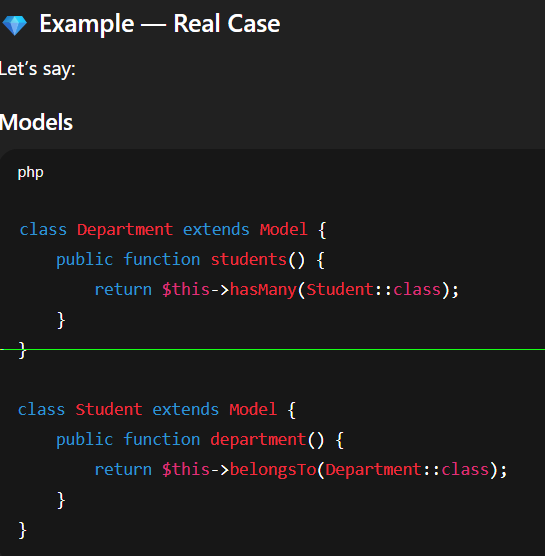 💎 Example — Real Case
Let's say:
Models
php
class Department extends Model {
    public function students() {
        return $this->hasMany(Student::class);
    }
}
class Student extends Model {
    public function department() {
        return $this->belongsTo(Department::class);
    }
}